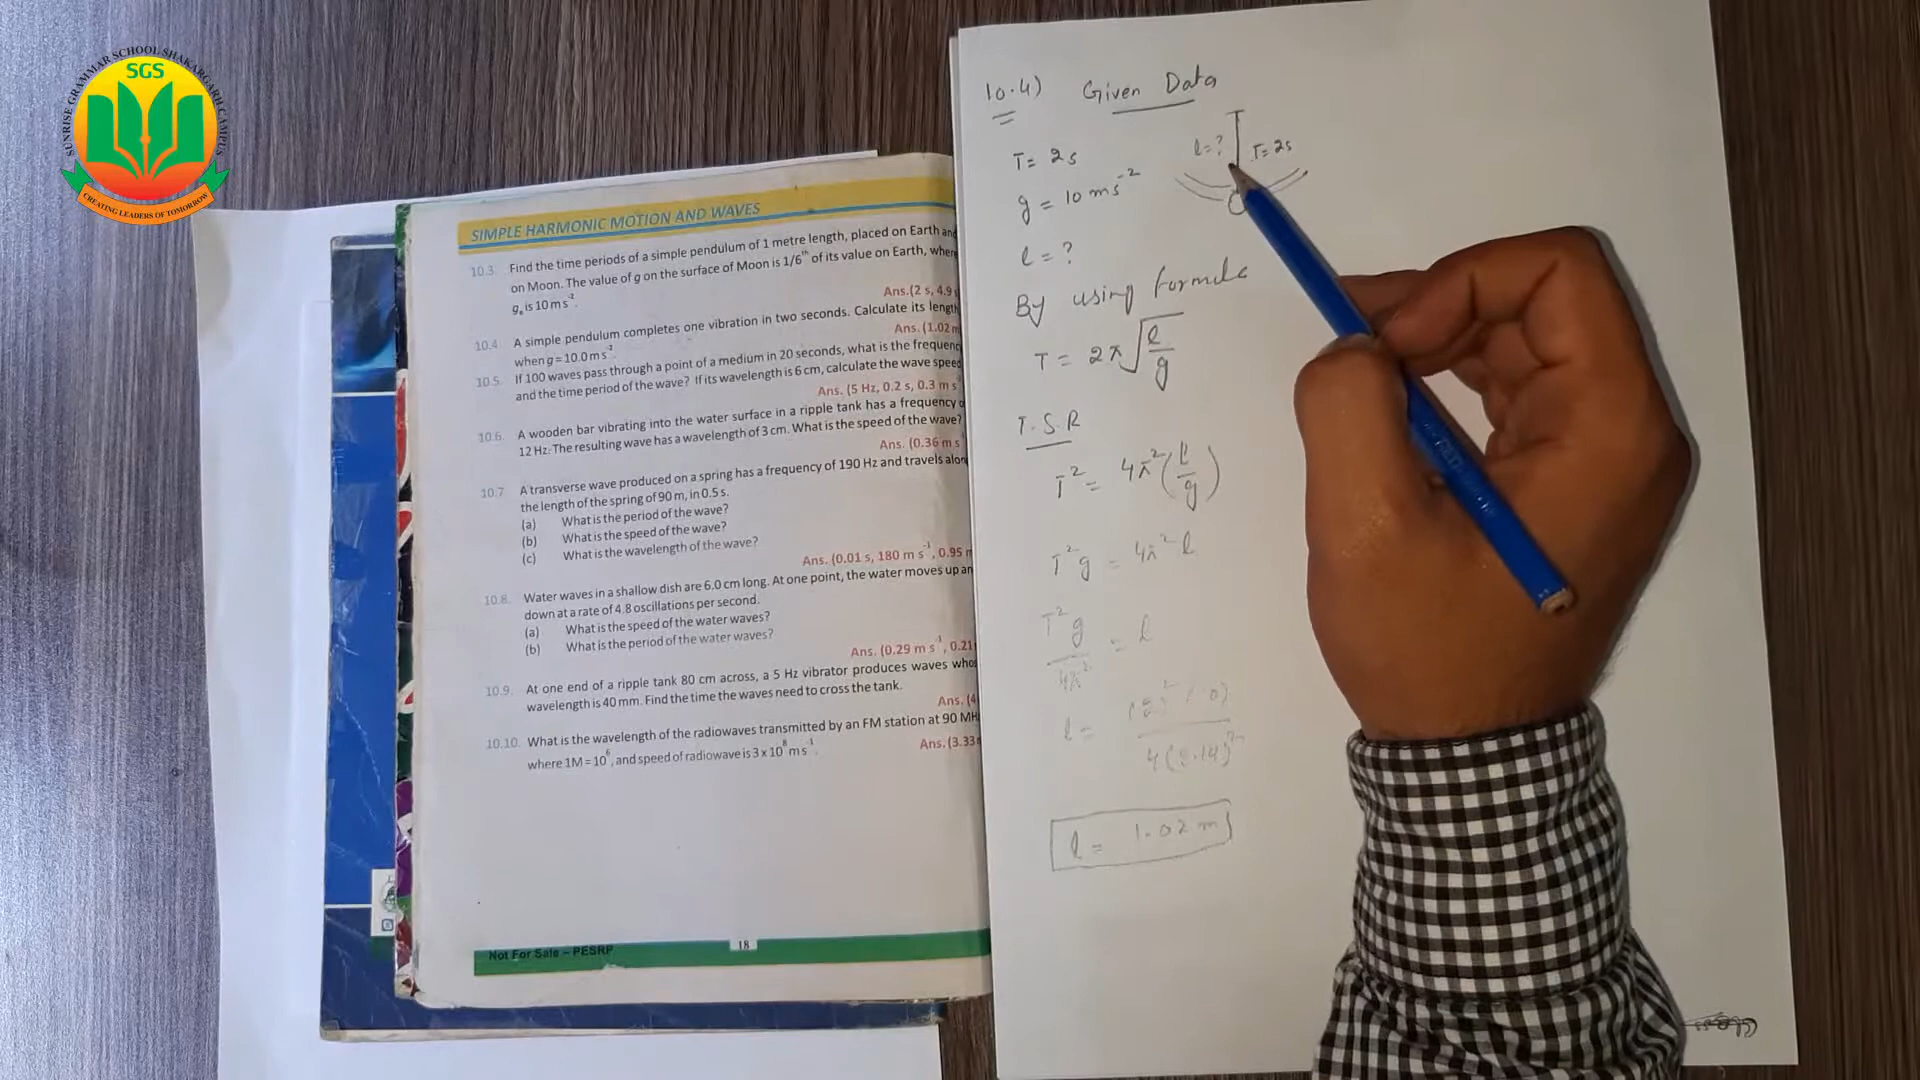 SUNRISE GRAMMAR SCHOOL SHAKARGARH CAMPUS
SGS
CREATING LEADERS OF TOMORROW
SIMPLE HARMONIC MOTION AND WAVES
10.3. Find the time periods of a simple pendulum of 1 metre length, placed on Earth and
on Moon. The value of g on the surface of Moon is 1/6th of its value on Earth, where
gₑ is 10 m s⁻².
Ans.(2 s, 4.9 s
10.4 A simple pendulum completes one vibration in two seconds. Calculate its length
when g = 10.0 m s⁻².
Ans. (1.02 m
10.5. If 100 waves pass through a point of a medium in 20 seconds, what is the frequenc
and the time period of the wave? If its wavelength is 6 cm, calculate the wave spee
Ans. (5 Hz, 0.2 s, 0.3 m s⁻¹
10.6. A wooden bar vibrating into the water surface in a ripple tank has a frequency o
12 Hz. The resulting wave has a wavelength of 3 cm. What is the speed of the wave?
Ans. (0.36 m s⁻¹
10.7 A transverse wave produced on a spring has a frequency of 190 Hz and travels alon
the length of the spring of 90 m, in 0.5 s.
(a) What is the period of the wave?
(b) What is the speed of the wave?
(c) What is the wavelength of the wave?
Ans. (0.01 s, 180 m s⁻¹, 0.95 m
10.8. Water waves in a shallow dish are 6.0 cm long. At one point, the water moves up an
down at a rate of 4.8 oscillations per second.
(a) What is the speed of the water waves?
(b) What is the period of the water waves?
Ans. (0.29 m s⁻¹, 0.21
10.9. At one end of a ripple tank 80 cm across, a 5 Hz vibrator produces waves whos
wavelength is 40 mm. Find the time the waves need to cross the tank.
Ans. (4
10.10. What is the wavelength of the radiowaves transmitted by an FM station at 90 MH
where 1M = 10⁶, and speed of radiowave is 3 x 10⁸ m s⁻¹.
Ans. (3.33
Not For Sale – PESRP
18
10.4) Given Data
T = 2s
l = ?
T = 2s
g = 10 ms⁻²
l = ?
By using formula
T = 2π√(l/g)
T.S.R
T² = 4π²(l/g)
T²g = 4π²l
T²g/4π² = l
l = 
l = 1.02 m